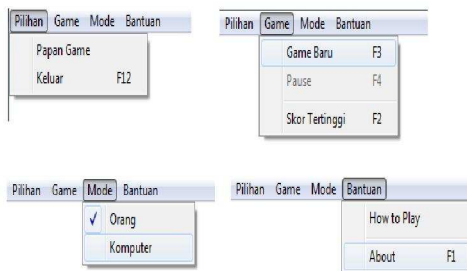 Pilihan Game Mode Bantuan
Papan Game
Keluar F12
Pilihan Game Mode Bantuan
Game Baru F3
Pause F4
Skor Tertinggi F2
Pilihan Game Mode Bantuan
✓ Orang
Komputer
Pilihan Game Mode Bantuan
How to Play
About F1